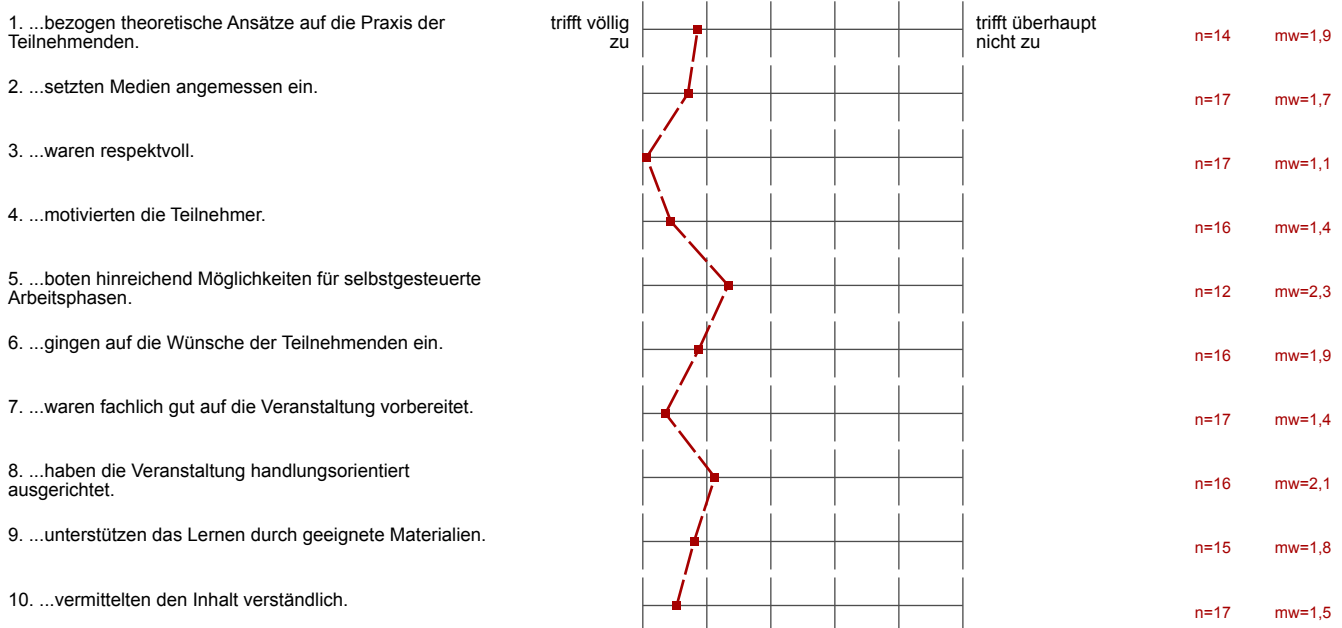 1. ...bezogen theoretische Ansätze auf die Praxis der
Teilnehmenden.
trifft völlig
zu
trifft überhaupt
nicht zu
n=14 mw=1,9
2. ...setzten Medien angemessen ein.
n=17 mw=1,7
3. ...waren respektvoll.
n=17 mw=1,1
4. ...motivierten die Teilnehmer.
n=16 mw=1,4
5. ...boten hinreichend Möglichkeiten für selbstgesteuerte
Arbeitsphasen.
n=12 mw=2,3
6. ...gingen auf die Wünsche der Teilnehmenden ein.
n=16 mw=1,9
7. ...waren fachlich gut auf die Veranstaltung vorbereitet.
n=17 mw=1,4
8. ...haben die Veranstaltung handlungsorientiert
ausgerichtet.
n=16 mw=2,1
9. ...unterstützen das Lernen durch geeignete Materialien.
n=15 mw=1,8
10. ...vermittelten den Inhalt verständlich.
n=17 mw=1,5